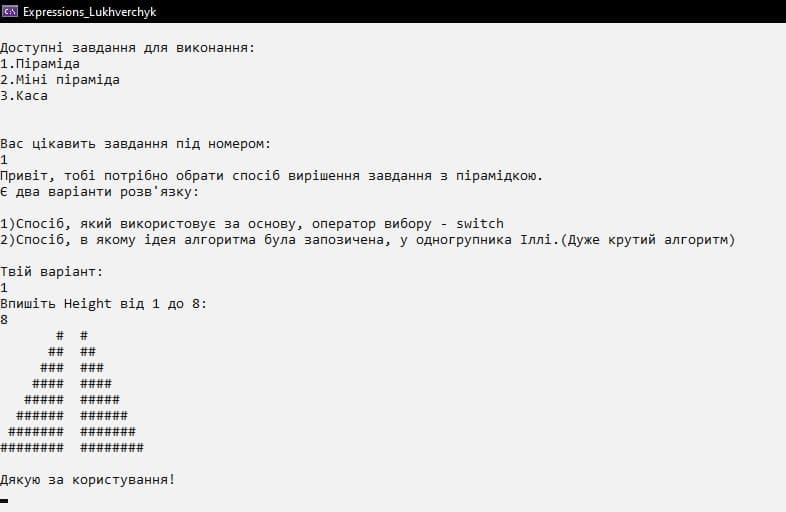 Expressions_Lukhverchyk
Доступні завдання для виконання:
1.Піраміда
2.Міні піраміда
3.Каса
Вас цікавить завдання під номером:
1
Привіт, тобі потрібно обрати спосіб вирішення завдання з пірамідкою.
Є два варіанти розв'язку:
1)Спосіб, який використовує за основу, оператор вибору - switch
2)Спосіб, в якому ідея алгоритма була запозичена, у одногрупника Іллі.(Дуже крутий алгоритм)
Твій варіант:
1
Впишіть Height від 1 до 8:
8
       #  #
      ##  ##
     ###  ###
    ####  ####
   #####  #####
  ######  ######
 #######  #######
########  ########
Дякую за користування!